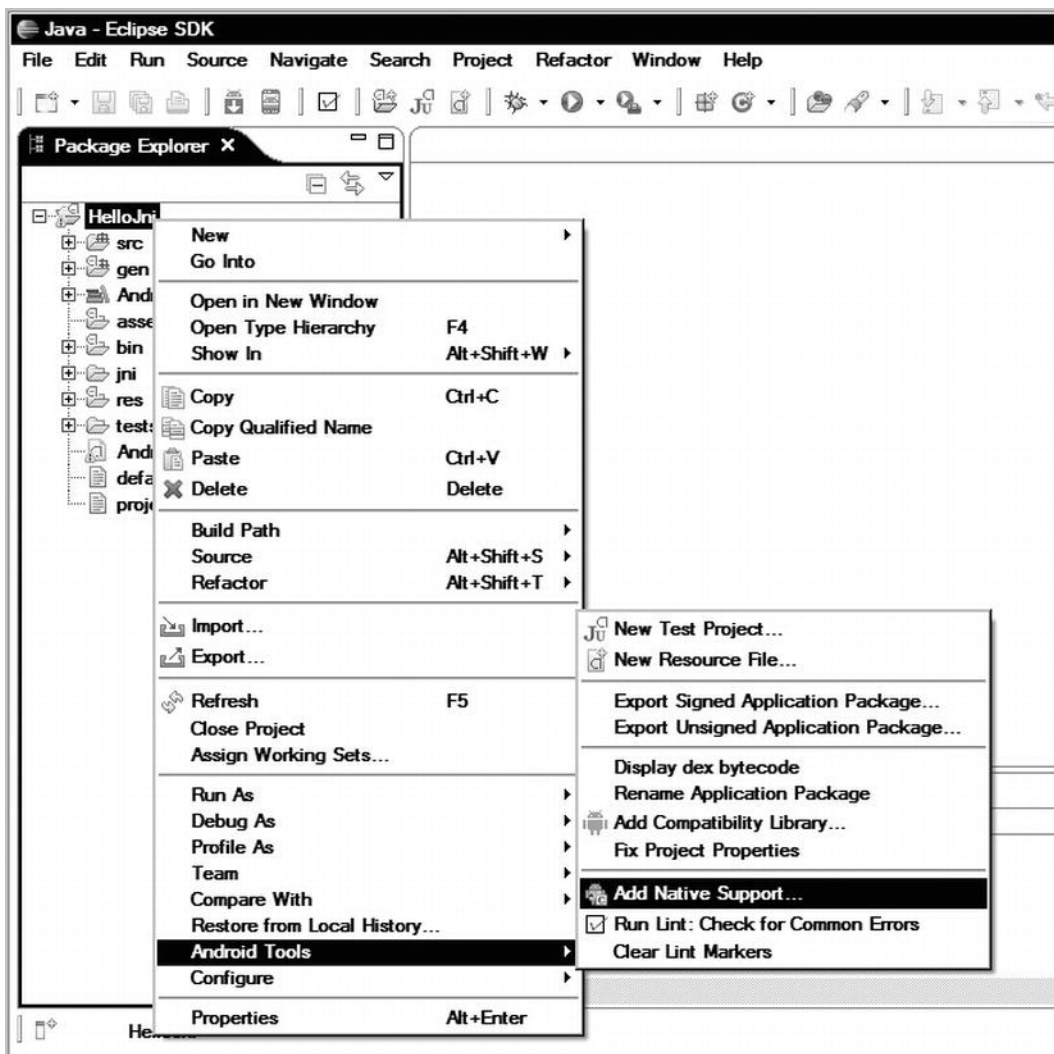 Java - Eclipse SDK
File Edit Run Source Navigate Search Project Refactor Window Help
Package Explorer
HelloJni
src
gen
Andr
asse
bin
jni
res
tests
Andr
defa
proje
New
Go Into
Open in New Window
Open Type Hierarchy F4
Show In Alt+Shift+W
Copy Ctrl+C
Copy Qualified Name
Paste Ctrl+V
Delete Delete
Build Path
Source Alt+Shift+S
Refactor Alt+Shift+T
Import...
Export...
Refresh F5
Close Project
Assign Working Sets...
Run As
Debug As
Profile As
Team
Compare With
Restore from Local History...
Android Tools
Configure
Properties Alt+Enter
New Test Project...
New Resource File...
Export Signed Application Package...
Export Unsigned Application Package...
Display dex bytecode
Rename Application Package
Add Compatibility Library...
Fix Project Properties
Add Native Support...
Run Lint: Check for Common Errors
Clear Lint Markers